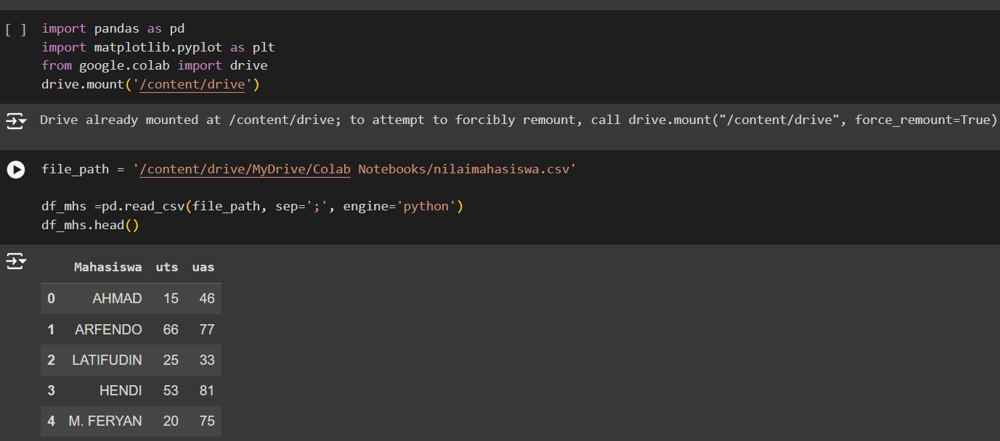 [ ] import pandas as pd
import matplotlib.pyplot as plt
from google.colab import drive
drive.mount('/content/drive')
Drive already mounted at /content/drive; to attempt to forcibly remount, call drive.mount("/content/drive", force_remount=True)
file_path = '/content/drive/MyDrive/Colab Notebooks/nilaimahasiswa.csv'
df_mhs =pd.read_csv(file_path, sep=';', engine='python')
df_mhs.head()
Mahasiswa uts uas
0 AHMAD 15 46
1 ARFENDO 66 77
2 LATIFUDIN 25 33
3 HENDI 53 81
4 M. FERYAN 20 75